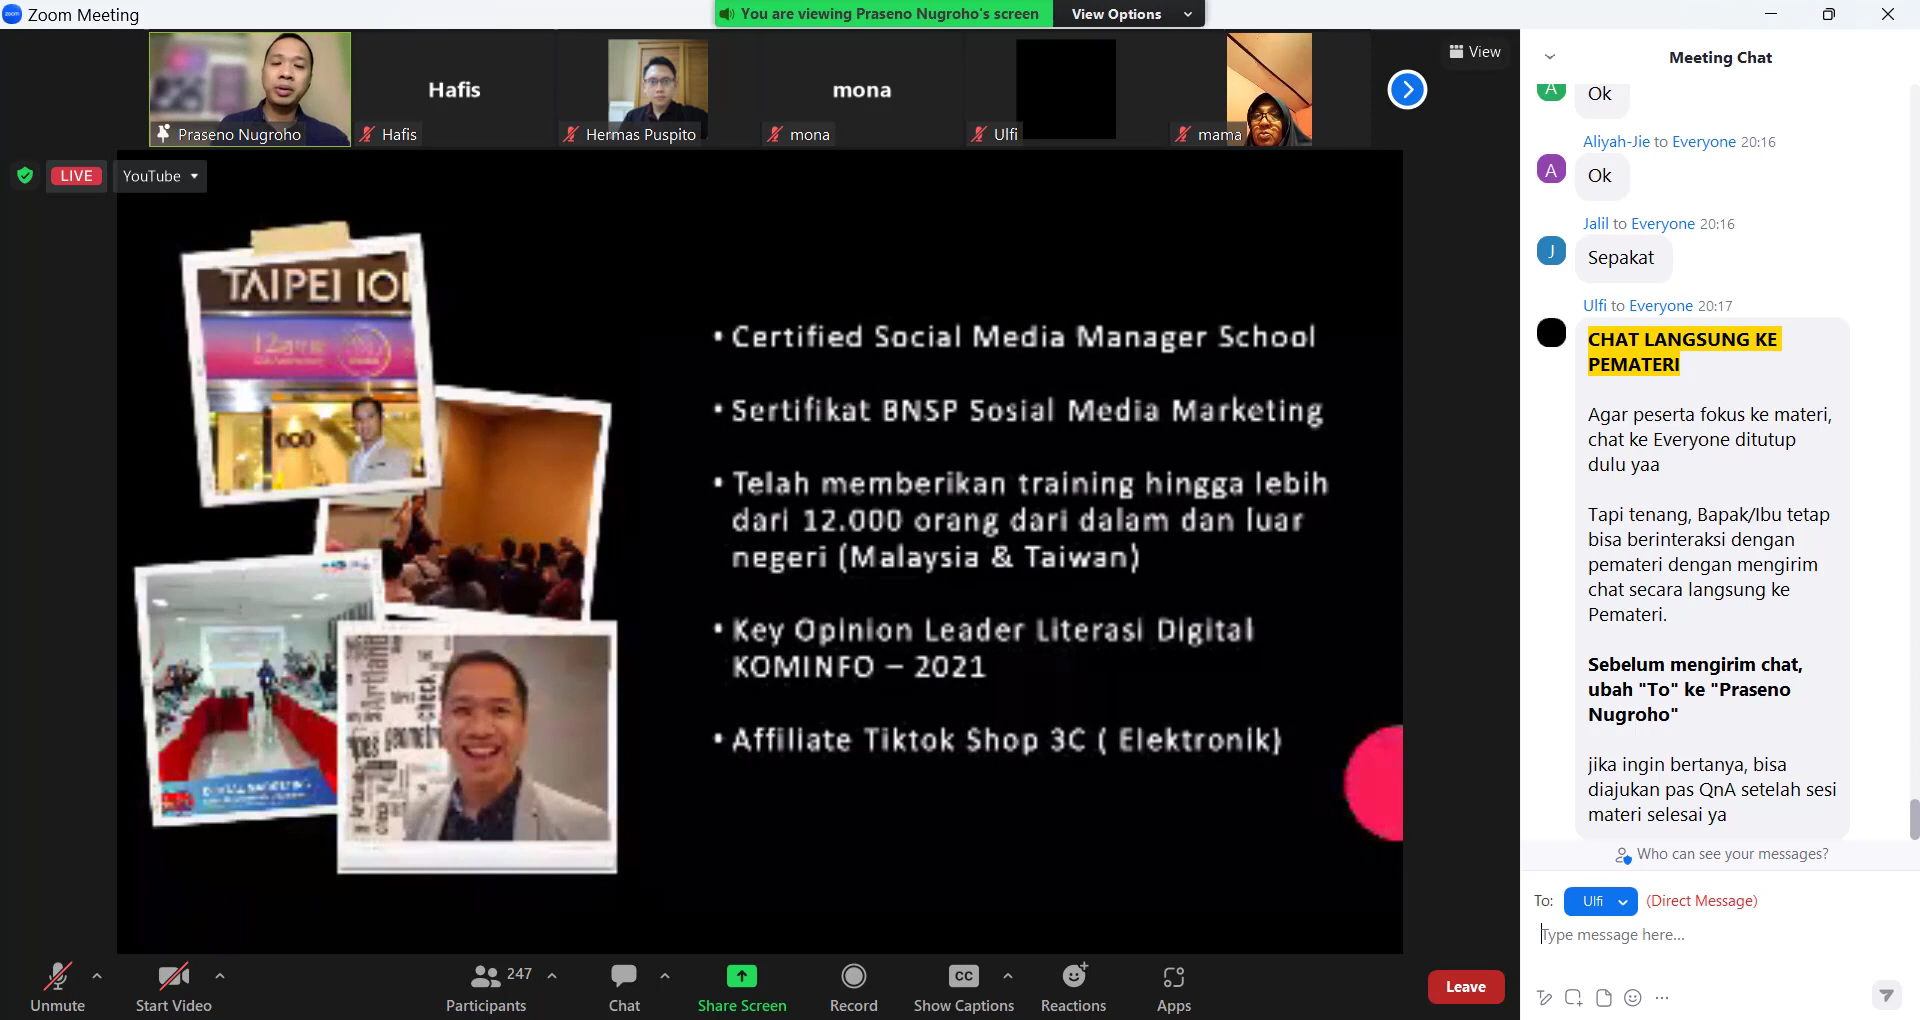 Zoom Meeting
You are viewing Praseno Nugroho's screen
View Options
View
Praseno Nugroho
Hafis
Hafis
Hermas Puspito
mona
mona
Ulfi
mama
LIVE
YouTube
TAIPEI 101
• Certified Social Media Manager School
• Sertifikat BNSP Sosial Media Marketing
• Telah memberikan training hingga lebih
dari 12.000 orang dari dalam dan luar
negeri (Malaysia & Taiwan)
• Key Opinion Leader Literasi Digital
KOMINFO – 2021
• Affiliate Tiktok Shop 3C ( Elektronik)
DIGITAL MARKETING
check
Unmute
Start Video
247
Participants
Chat
Share Screen
Record
CC
Show Captions
Reactions
Apps
Leave
Meeting Chat
A
Ok
Aliyah-Jie to Everyone 20:16
A
Ok
Jalil to Everyone 20:16
J
Sepakat
Ulfi to Everyone 20:17
CHAT LANGSUNG KE
PEMATERI
Agar peserta fokus ke materi,
chat ke Everyone ditutup
dulu yaa
Tapi tenang, Bapak/Ibu tetap
bisa berinteraksi dengan
pemateri dengan mengirim
chat secara langsung ke
Pemateri.
Sebelum mengirim chat,
ubah "To" ke "Praseno
Nugroho"
jika ingin bertanya, bisa
diajukan pas QnA setelah sesi
materi selesai ya
Who can see your messages?
To: Ulfi (Direct Message)
Type message here...